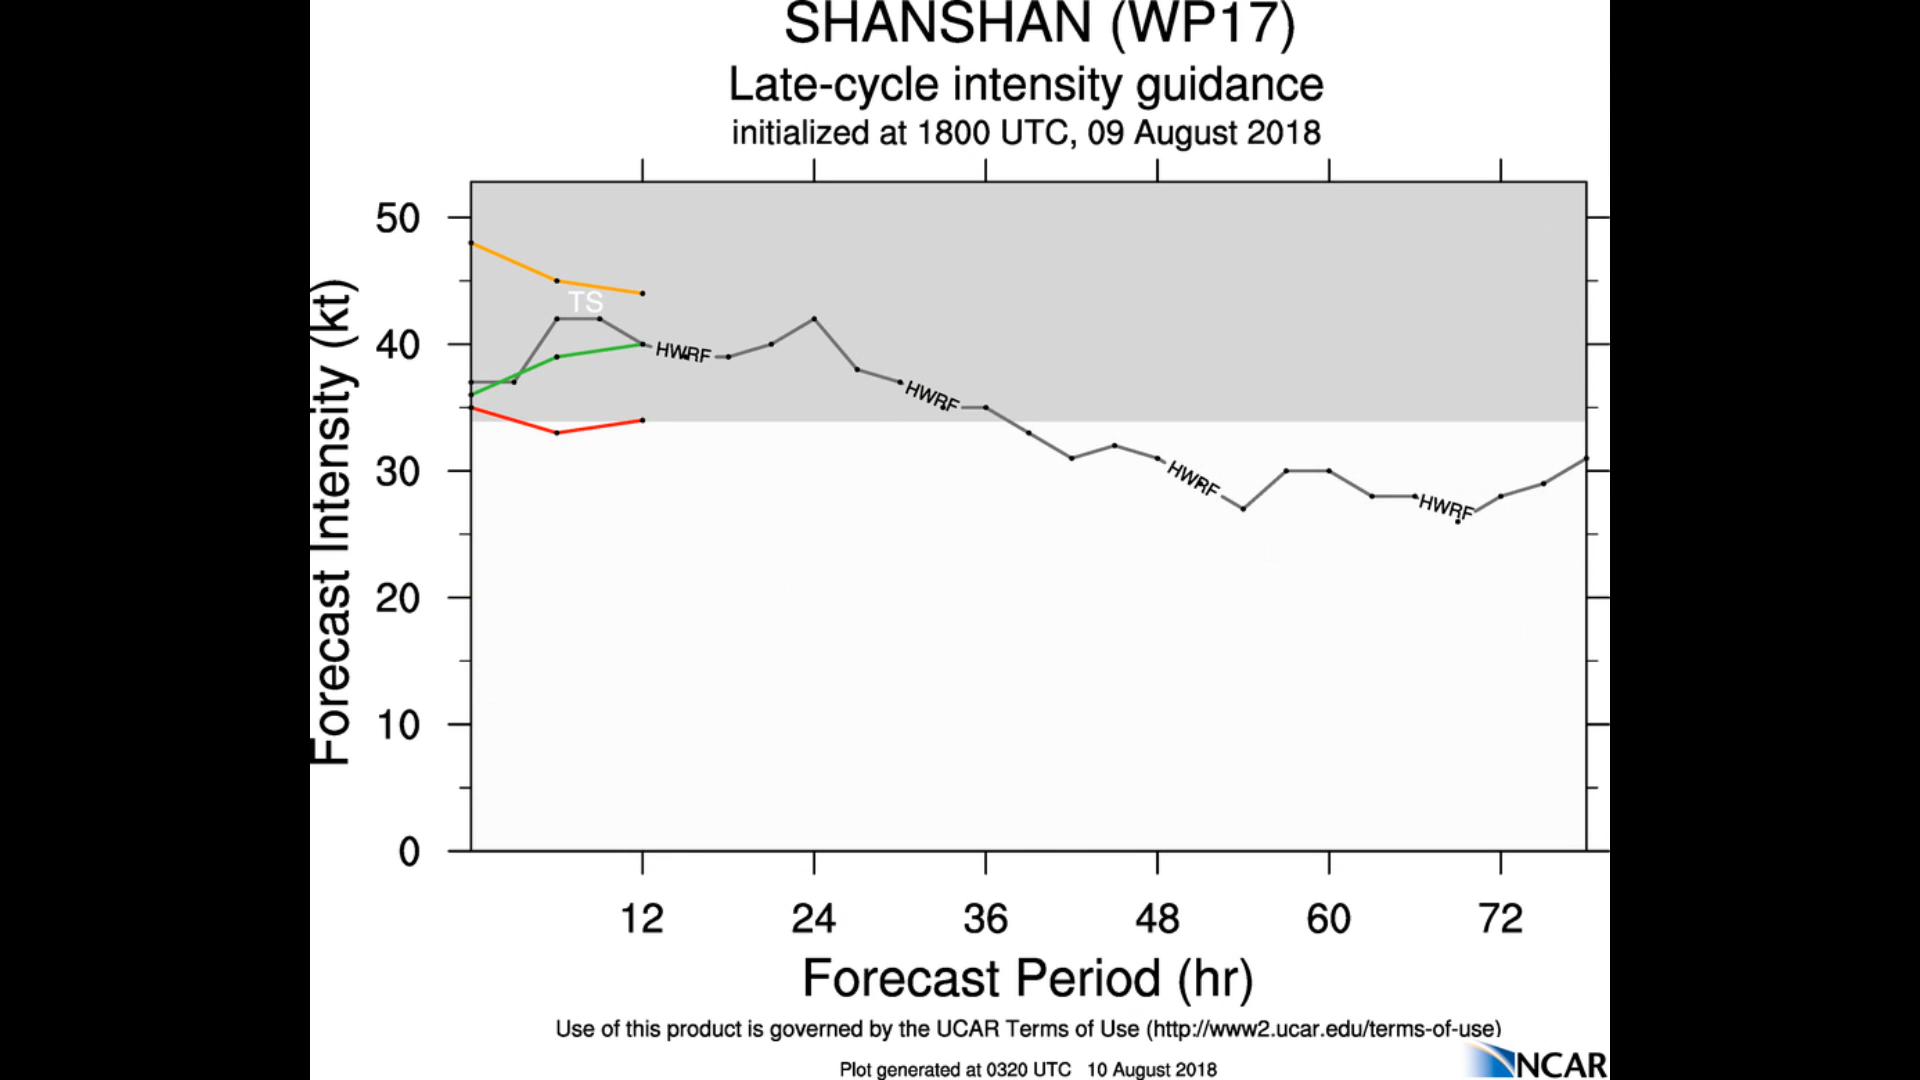 SHANSHAN (WP17)
Late-cycle intensity guidance
initialized at 1800 UTC, 09 August 2018
Forecast Intensity (kt)
50
40
30
20
10
0
TS
HWRF
HWRF
HWRF
HWRF
12 24 36 48 60 72
Forecast Period (hr)
Use of this product is governed by the UCAR Terms of Use (http://www2.ucar.edu/terms-of-use)
NCAR
Plot generated at 0320 UTC 10 August 2018